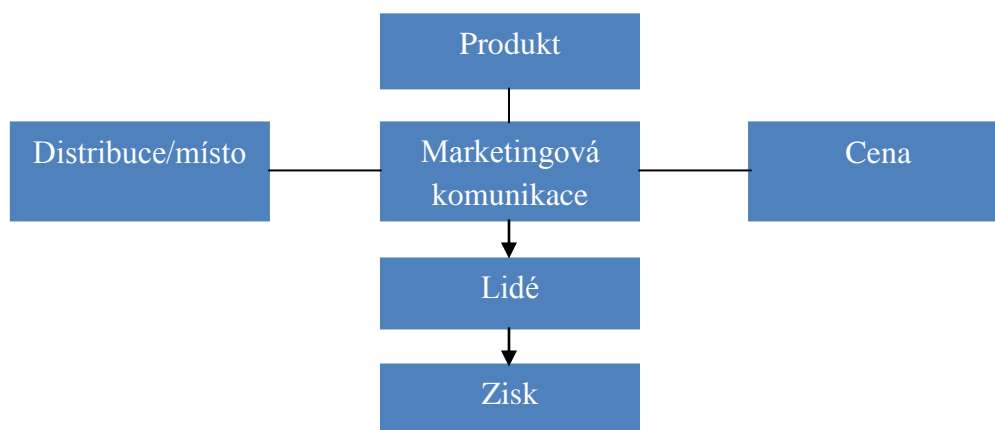 Produkt
Distribuce/místo
Marketingová
komunikace
Cena
Lidé
Zisk